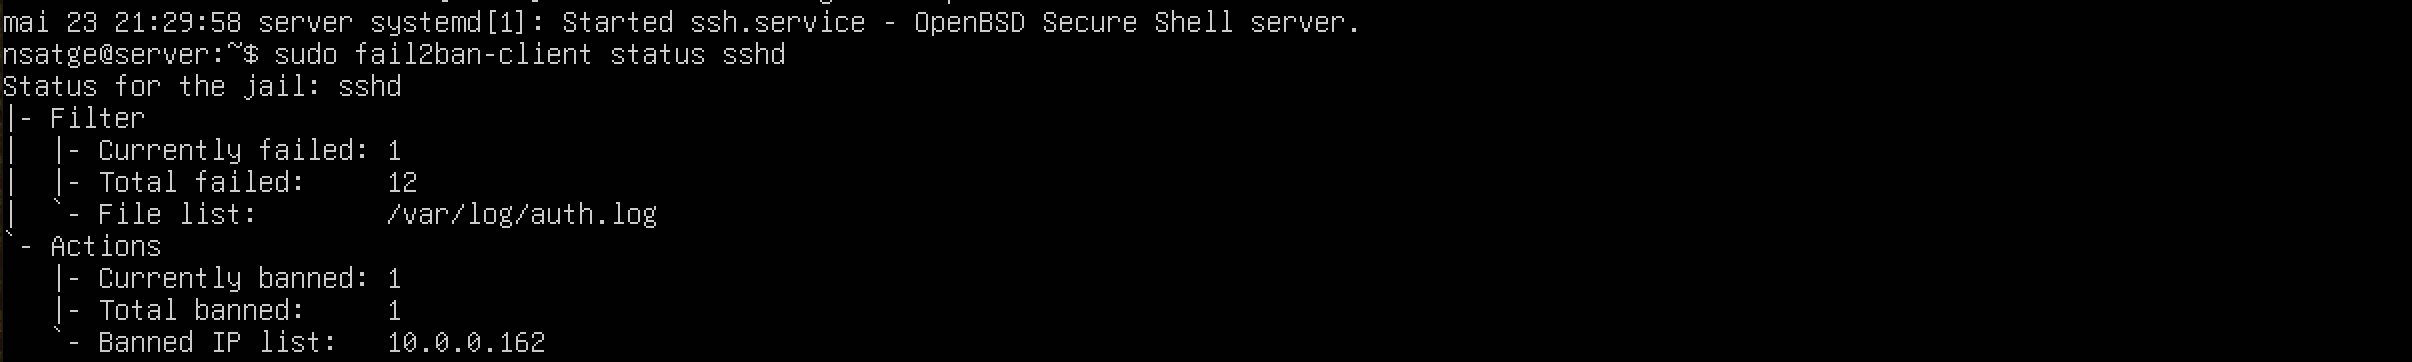 mai 23 21:29:58 server systemd[1]: Started ssh.service - OpenBSD Secure Shell server.
nsatge@server:~$ sudo fail2ban-client status sshd
Status for the jail: sshd
|- Filter
|  |- Currently failed: 1
|  |- Total failed:     12
|  `- File list:        /var/log/auth.log
`- Actions
   |- Currently banned: 1
   |- Total banned:     1
   `- Banned IP list:   10.0.0.162